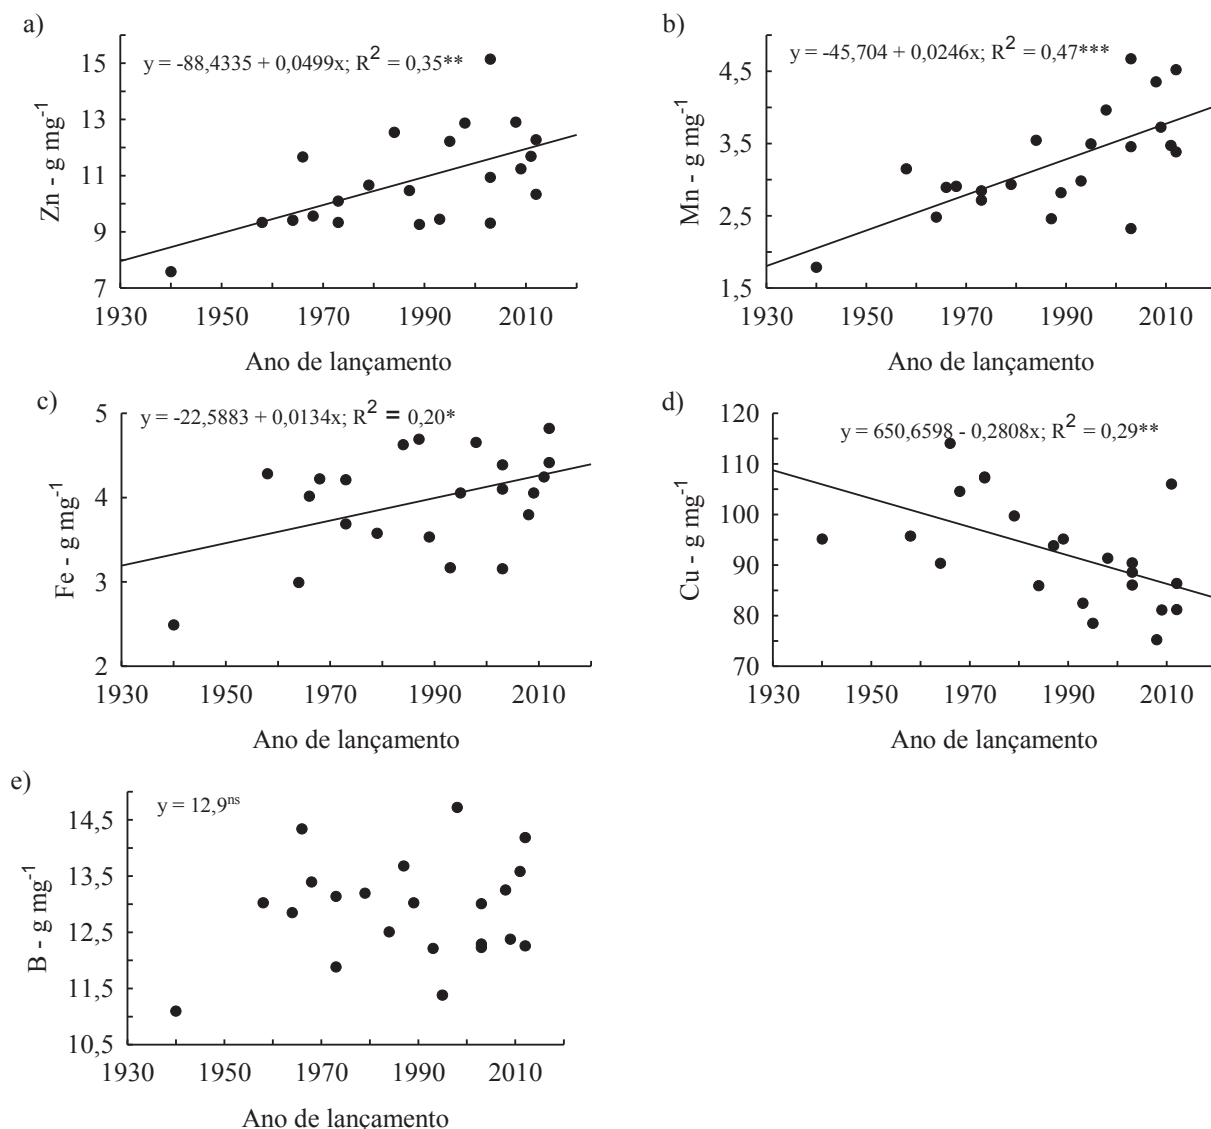 a)
y = -88,4335 + 0,0499x; R² = 0,35**
Zn - g mg⁻¹
15
13
11
9
7
1930 1950 1970 1990 2010
Ano de lançamento
b)
y = -45,704 + 0,0246x; R² = 0,47***
Mn - g mg⁻¹
4,5
3,5
2,5
1,5
1930 1950 1970 1990 2010
Ano de lançamento
c)
y = -22,5883 + 0,0134x; R² = 0,20*
Fe - g mg⁻¹
5
4
3
2
1930 1950 1970 1990 2010
Ano de lançamento
d)
y = 650,6598 - 0,2808x; R² = 0,29**
Cu - g mg⁻¹
120
110
100
90
80
70
1930 1950 1970 1990 2010
Ano de lançamento
e)
y = 12,9ⁿˢ
B - g mg⁻¹
14,5
13,5
12,5
11,5
10,5
1930 1950 1970 1990 2010
Ano de lançamento